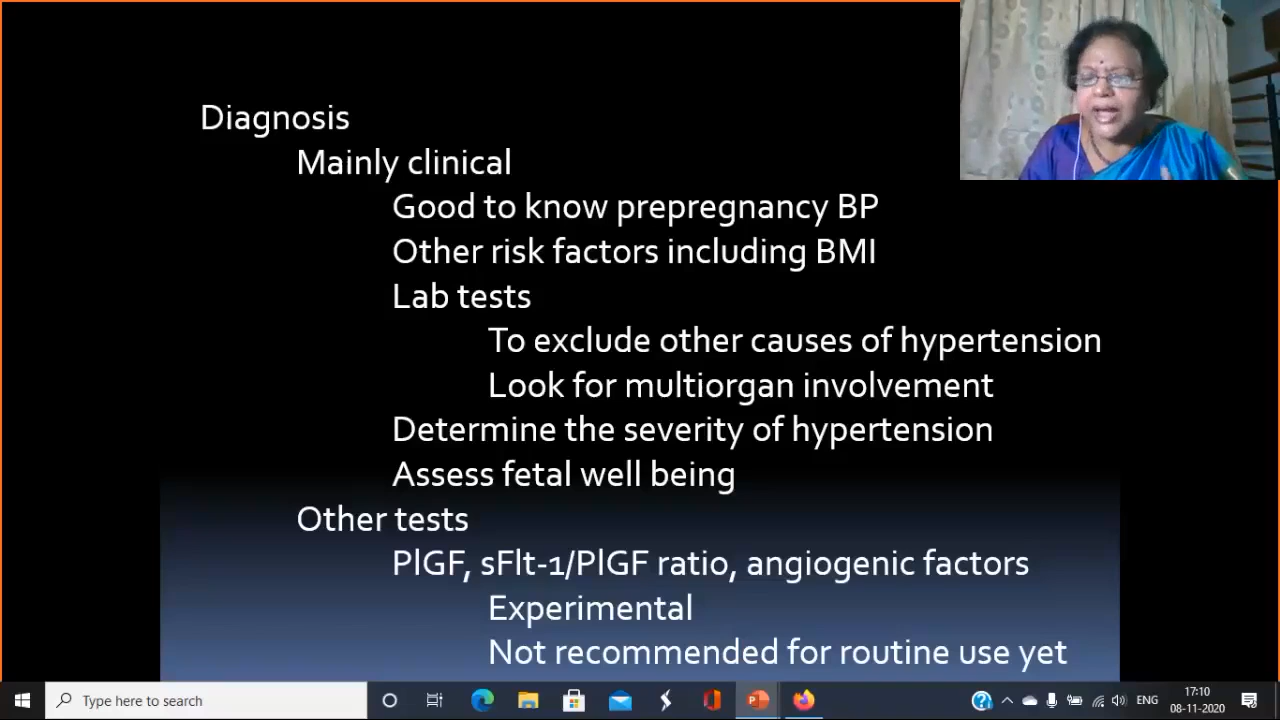 Diagnosis
Mainly clinical
Good to know prepregnancy BP
Other risk factors including BMI
Lab tests
To exclude other causes of hypertension
Look for multiorgan involvement
Determine the severity of hypertension
Assess fetal well being
Other tests
PlGF, sFlt-1/PlGF ratio, angiogenic factors
Experimental
Not recommended for routine use yet
Type here to search
ENG
17:10
08-11-2020